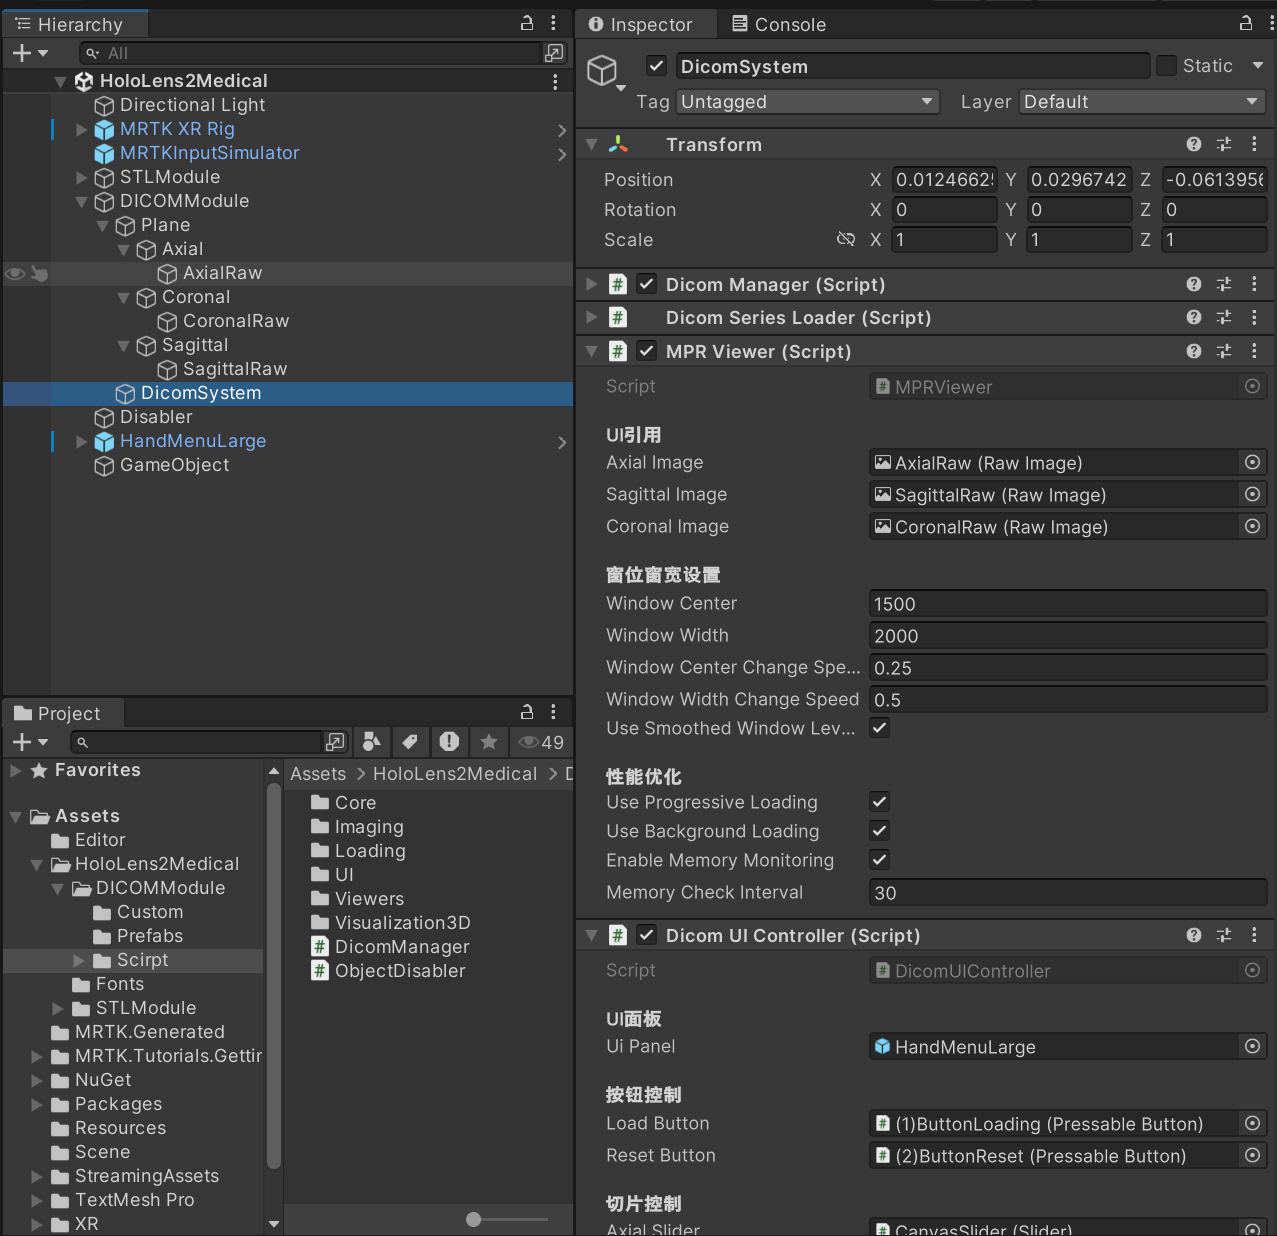 Hierarchy
All
HoloLens2Medical
Directional Light
MRTK XR Rig
MRTKInputSimulator
STLModule
DICOMModule
Plane
Axial
AxialRaw
Coronal
CoronalRaw
Sagittal
SagittalRaw
DicomSystem
Disabler
HandMenuLarge
GameObject
Project
49
Favorites
Assets
Editor
HoloLens2Medical
DICOMModule
Custom
Prefabs
Scirpt
Fonts
STLModule
MRTK.Generated
MRTK.Tutorials.Gettir
NuGet
Packages
Resources
Scene
StreamingAssets
TextMesh Pro
XR
Assets > HoloLens2Medical >
Core
Imaging
Loading
UI
Viewers
Visualization3D
DicomManager
ObjectDisabler
Inspector Console
DicomSystem Static
Tag Untagged Layer Default
Transform
Position X 0.01246625 Y 0.0296742 Z -0.0613956
Rotation X 0 Y 0 Z 0
Scale X 1 Y 1 Z 1
Dicom Manager (Script)
Dicom Series Loader (Script)
MPR Viewer (Script)
Script MPRViewer
UI引用
Axial Image AxialRaw (Raw Image)
Sagittal Image SagittalRaw (Raw Image)
Coronal Image CoronalRaw (Raw Image)
窗位窗宽设置
Window Center 1500
Window Width 2000
Window Center Change Spe... 0.25
Window Width Change Speed 0.5
Use Smoothed Window Lev...
性能优化
Use Progressive Loading
Use Background Loading
Enable Memory Monitoring
Memory Check Interval 30
Dicom UI Controller (Script)
Script DicomUIController
UI面板
Ui Panel HandMenuLarge
按钮控制
Load Button (1)ButtonLoading (Pressable Button)
Reset Button (2)ButtonReset (Pressable Button)
切片控制
Axial Slider CanvasSlider (Slider)